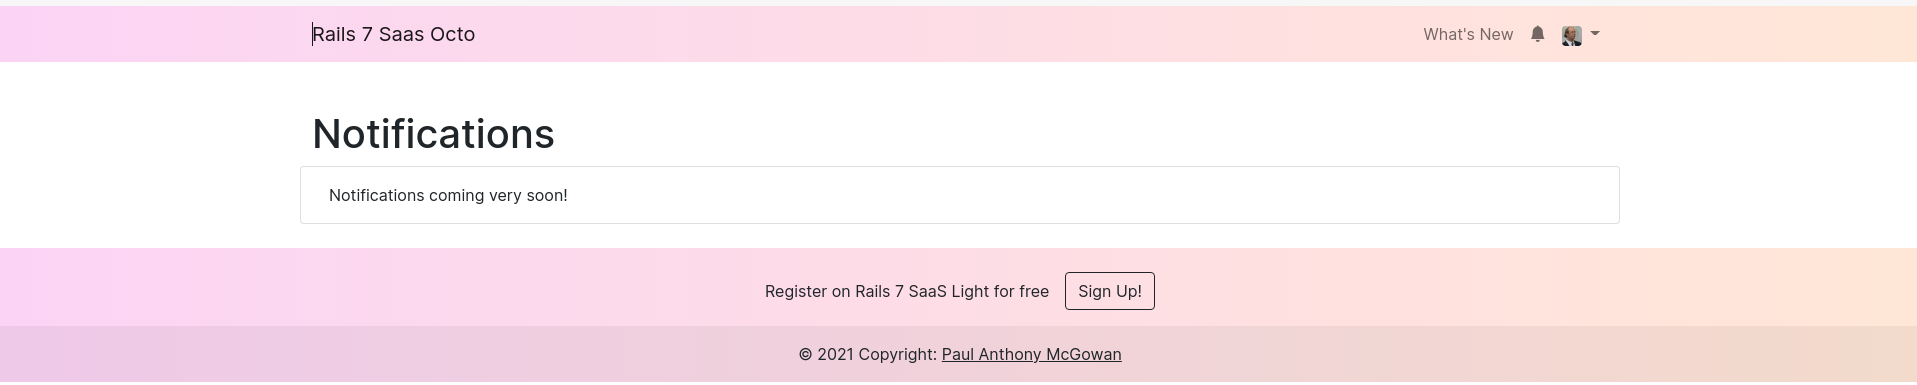 Rails 7 Saas Octo
What's New
Notifications
Notifications coming very soon!
Register on Rails 7 SaaS Light for free
Sign Up!
© 2021 Copyright: Paul Anthony McGowan